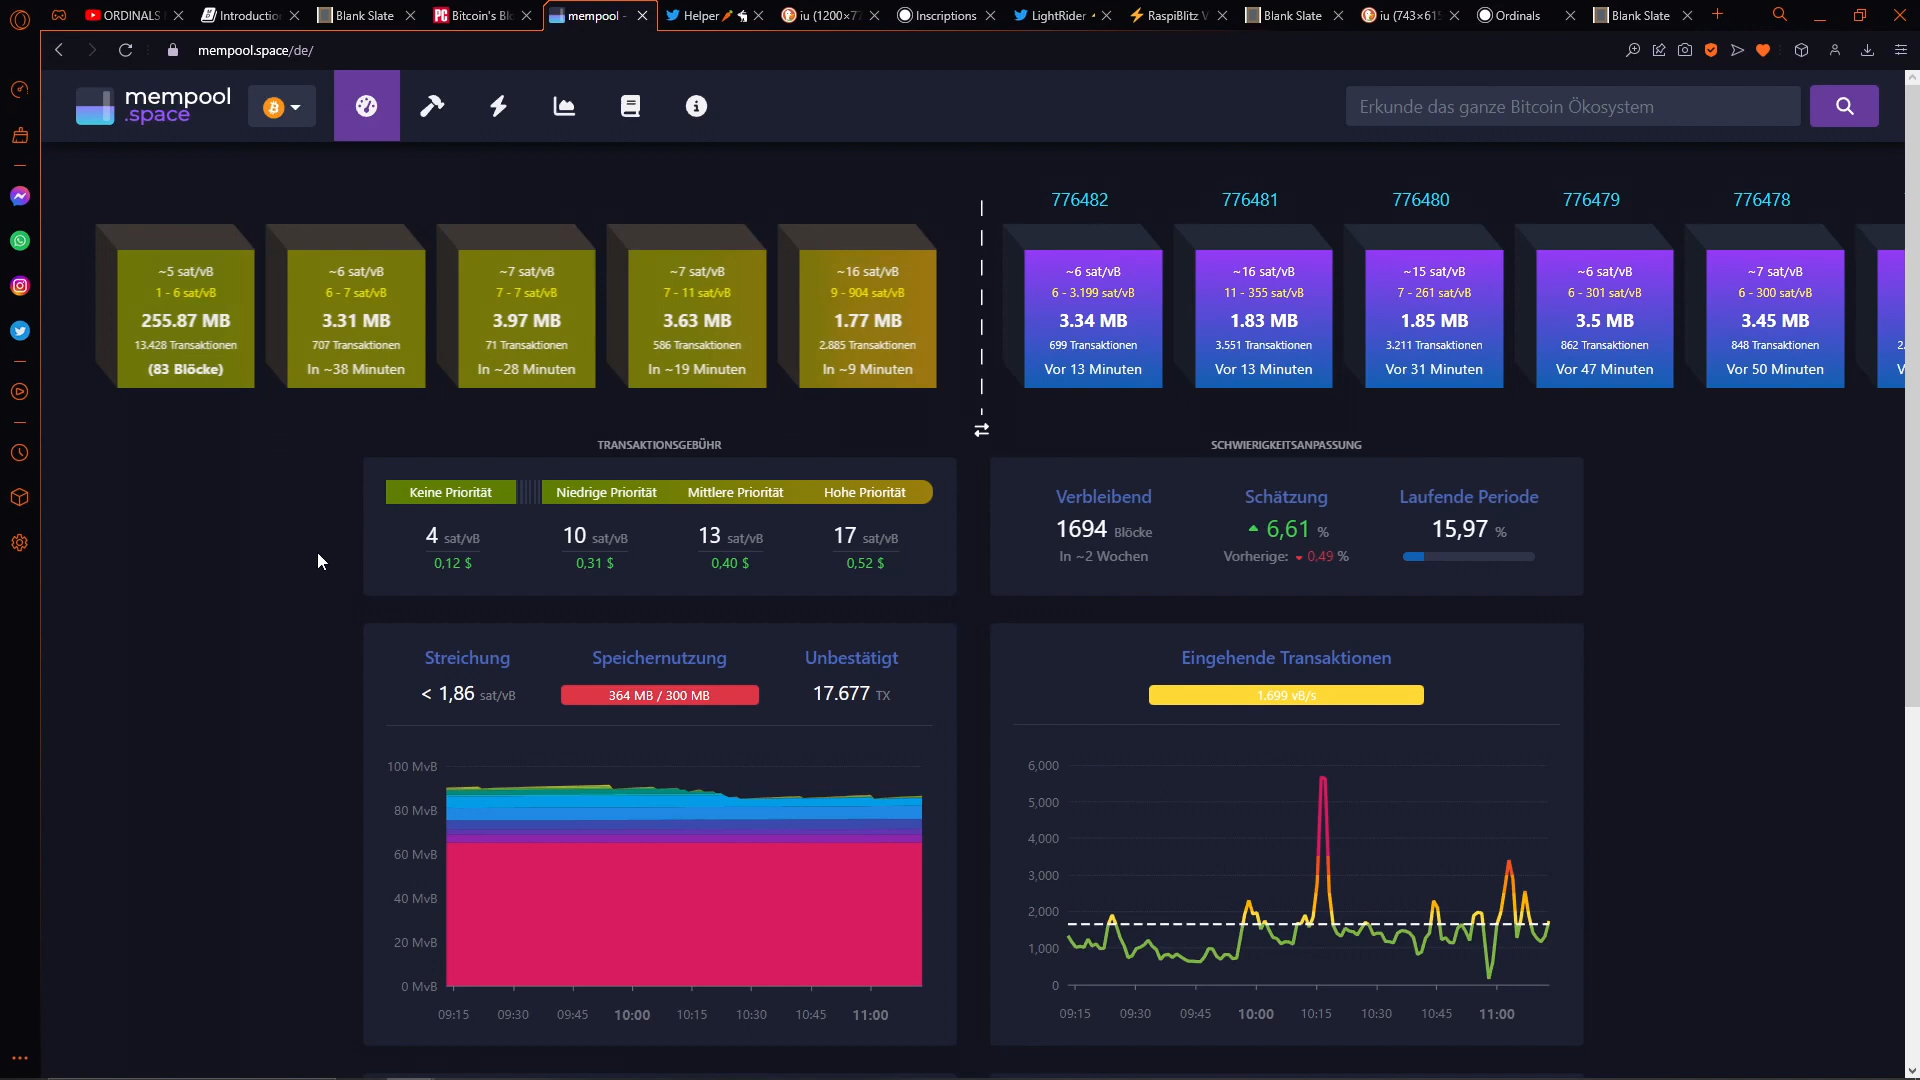 ORDINALS
Introduction
Blank Slate
Bitcoin's Bl
mempool -
Helper
iu (1200×77
Inscriptions
LightRider
RaspiBlitz V
Blank Slate
iu (743×615
Ordinals
Blank Slate
mempool.space/de/
mempool
.space
Erkunde das ganze Bitcoin Ökosystem
776482
776481
776480
776479
776478
~5 sat/vB
1 - 6 sat/vB
255.87 MB
13.428 Transaktionen
(83 Blöcke)
~6 sat/vB
6 - 7 sat/vB
3.31 MB
707 Transaktionen
In ~38 Minuten
~7 sat/vB
7 - 7 sat/vB
3.97 MB
71 Transaktionen
In ~28 Minuten
~7 sat/vB
7 - 11 sat/vB
3.63 MB
586 Transaktionen
In ~19 Minuten
~16 sat/vB
9 - 904 sat/vB
1.77 MB
2.885 Transaktionen
In ~9 Minuten
~6 sat/vB
6 - 3.199 sat/vB
3.34 MB
699 Transaktionen
Vor 13 Minuten
~16 sat/vB
11 - 355 sat/vB
1.83 MB
3.551 Transaktionen
Vor 13 Minuten
~15 sat/vB
7 - 261 sat/vB
1.85 MB
3.211 Transaktionen
Vor 31 Minuten
~6 sat/vB
6 - 301 sat/vB
3.5 MB
862 Transaktionen
Vor 47 Minuten
~7 sat/vB
6 - 300 sat/vB
3.45 MB
848 Transaktionen
Vor 50 Minuten
2.
V
TRANSAKTIONSGEBÜHR
Keine Priorität
Niedrige Priorität
Mittlere Priorität
Hohe Priorität
4 sat/vB
10 sat/vB
13 sat/vB
17 sat/vB
0,12 $
0,31 $
0,40 $
0,52 $
SCHWIERIGKEITSANPASSUNG
Verbleibend
Schätzung
Laufende Periode
1694 Blöcke
6,61 %
15,97 %
In ~2 Wochen
Vorherige: 0,49 %
Streichung
Speichernutzung
Unbestätigt
< 1,86 sat/vB
364 MB / 300 MB
17.677 TX
100 MvB
80 MvB
60 MvB
40 MvB
20 MvB
0 MvB
09:15
09:30
09:45
10:00
10:15
10:30
10:45
11:00
Eingehende Transaktionen
1.699 vB/s
6,000
5,000
4,000
3,000
2,000
1,000
0
09:15
09:30
09:45
10:00
10:15
10:30
10:45
11:00